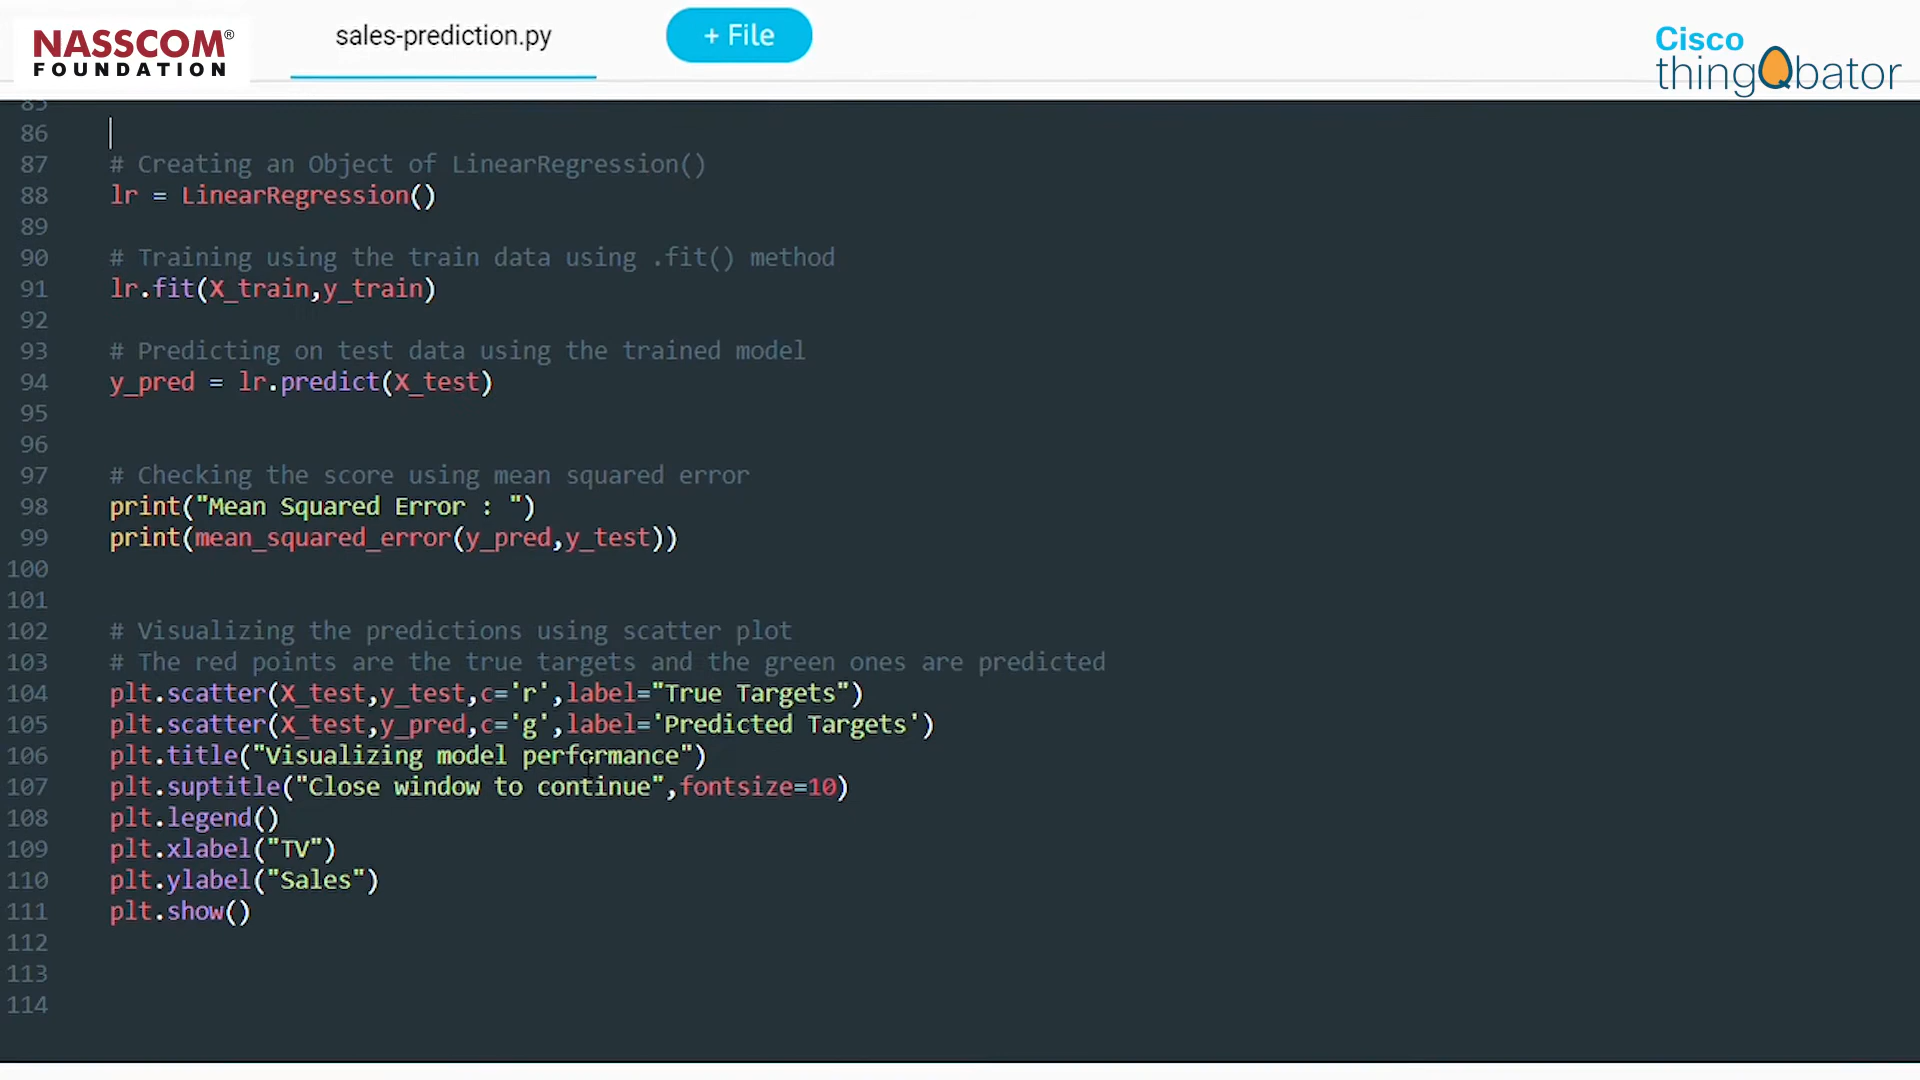 NASSCOM®
FOUNDATION
sales-prediction.py
+ File
Cisco
thingQbator
85
86
87 # Creating an Object of LinearRegression()
88 lr = LinearRegression()
89
90 # Training using the train data using .fit() method
91 lr.fit(X_train,y_train)
92
93 # Predicting on test data using the trained model
94 y_pred = lr.predict(X_test)
95
96
97 # Checking the score using mean squared error
98 print("Mean Squared Error : ")
99 print(mean_squared_error(y_pred,y_test))
100
101
102 # Visualizing the predictions using scatter plot
103 # The red points are the true targets and the green ones are predicted
104 plt.scatter(X_test,y_test,c='r',label="True Targets")
105 plt.scatter(X_test,y_pred,c='g',label='Predicted Targets')
106 plt.title("Visualizing model performance")
107 plt.suptitle("Close window to continue",fontsize=10)
108 plt.legend()
109 plt.xlabel("TV")
110 plt.ylabel("Sales")
111 plt.show()
112
113
114